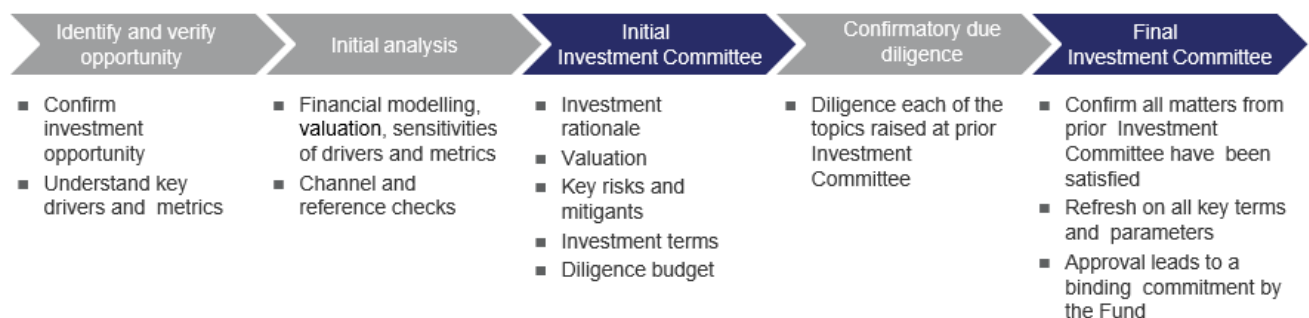 Identify and verify
opportunity
Initial analysis
Initial
Investment Committee
Confirmatory due
diligence
Final
Investment Committee
■ Confirm
investment
opportunity
■ Understand key
drivers and metrics
■ Financial modelling,
valuation, sensitivities
of drivers and metrics
■ Channel and
reference checks
■ Investment
rationale
■ Valuation
■ Key risks and
mitigants
■ Investment terms
■ Diligence budget
■ Diligence each of the
topics raised at prior
Investment
Committee
■ Confirm all matters from
prior Investment
Committee have been
satisfied
■ Refresh on all key terms
and parameters
■ Approval leads to a
binding commitment by
the Fund